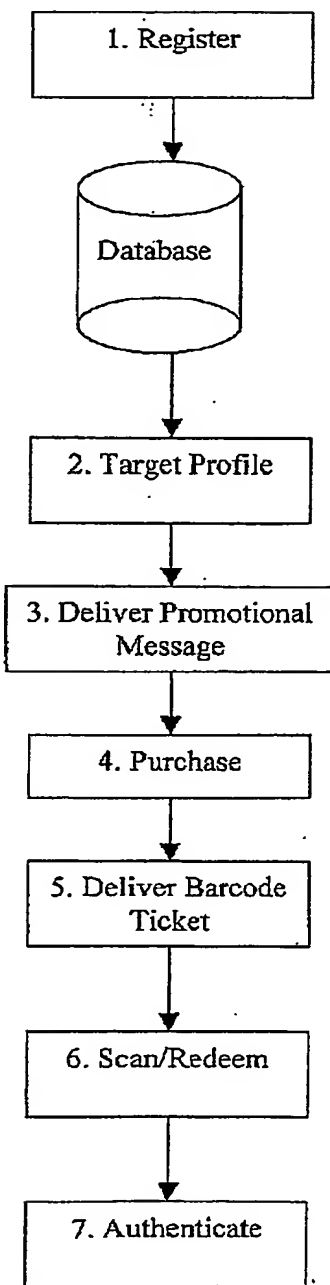 1. Register
Database
2. Target Profile
3. Deliver Promotional
Message
4. Purchase
5. Deliver Barcode
Ticket
6. Scan/Redeem
7. Authenticate